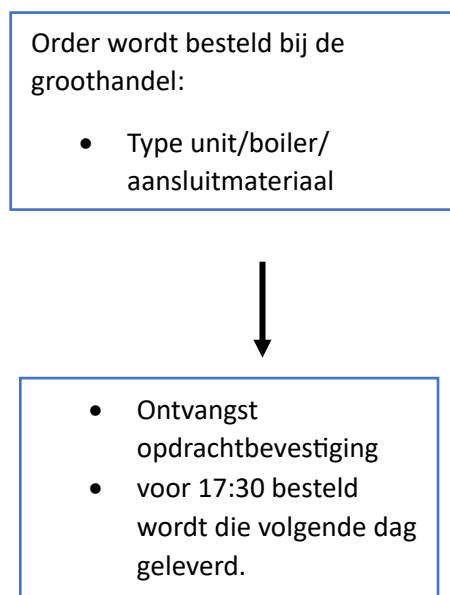 Order wordt besteld bij de
groothandel:
• Type unit/boiler/
aansluitmateriaal
• Ontvangst
opdrachtbevestiging
• voor 17:30 besteld
wordt die volgende dag
geleverd.